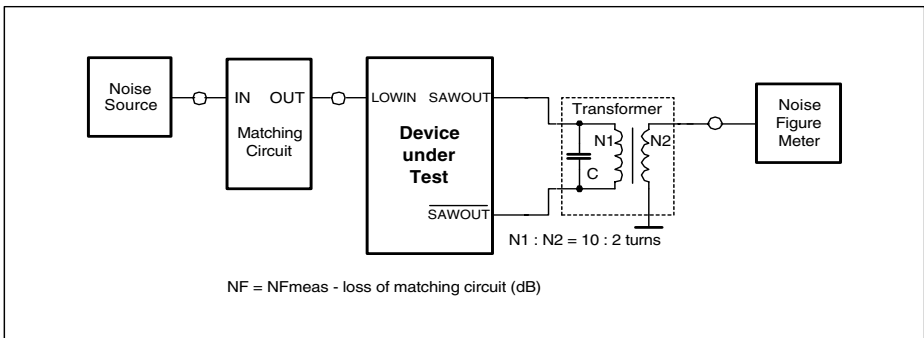 Noise
Source
IN OUT
Matching
Circuit
LOWIN SAWOUT
Device
under
Test
SAWOUT
Transformer
N1 N2
C
N1 : N2 = 10 : 2 turns
Noise
Figure
Meter
NF = NFmeas - loss of matching circuit (dB)